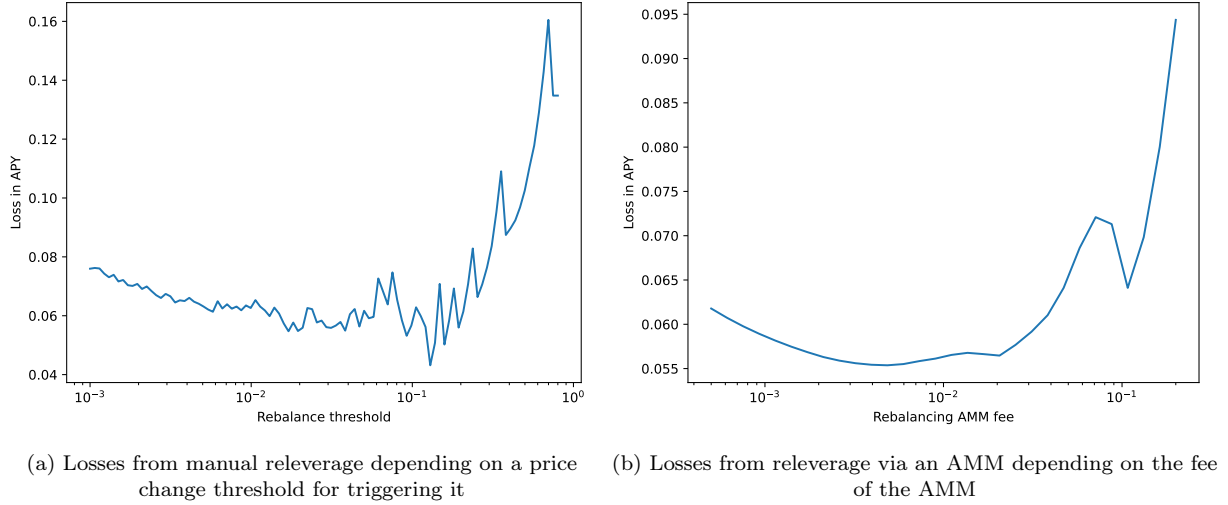 0.16
0.14
0.12
0.10
0.08
0.06
0.04
Loss in APY
10⁻³
10⁻²
10⁻¹
10⁰
Rebalance threshold
0.095
0.090
0.085
0.080
0.075
0.070
0.065
0.060
0.055
Loss in APY
10⁻³
10⁻²
10⁻¹
Rebalancing AMM fee
(a) Losses from manual releverage depending on a price
change threshold for triggering it
(b) Losses from releverage via an AMM depending on the fee
of the AMM